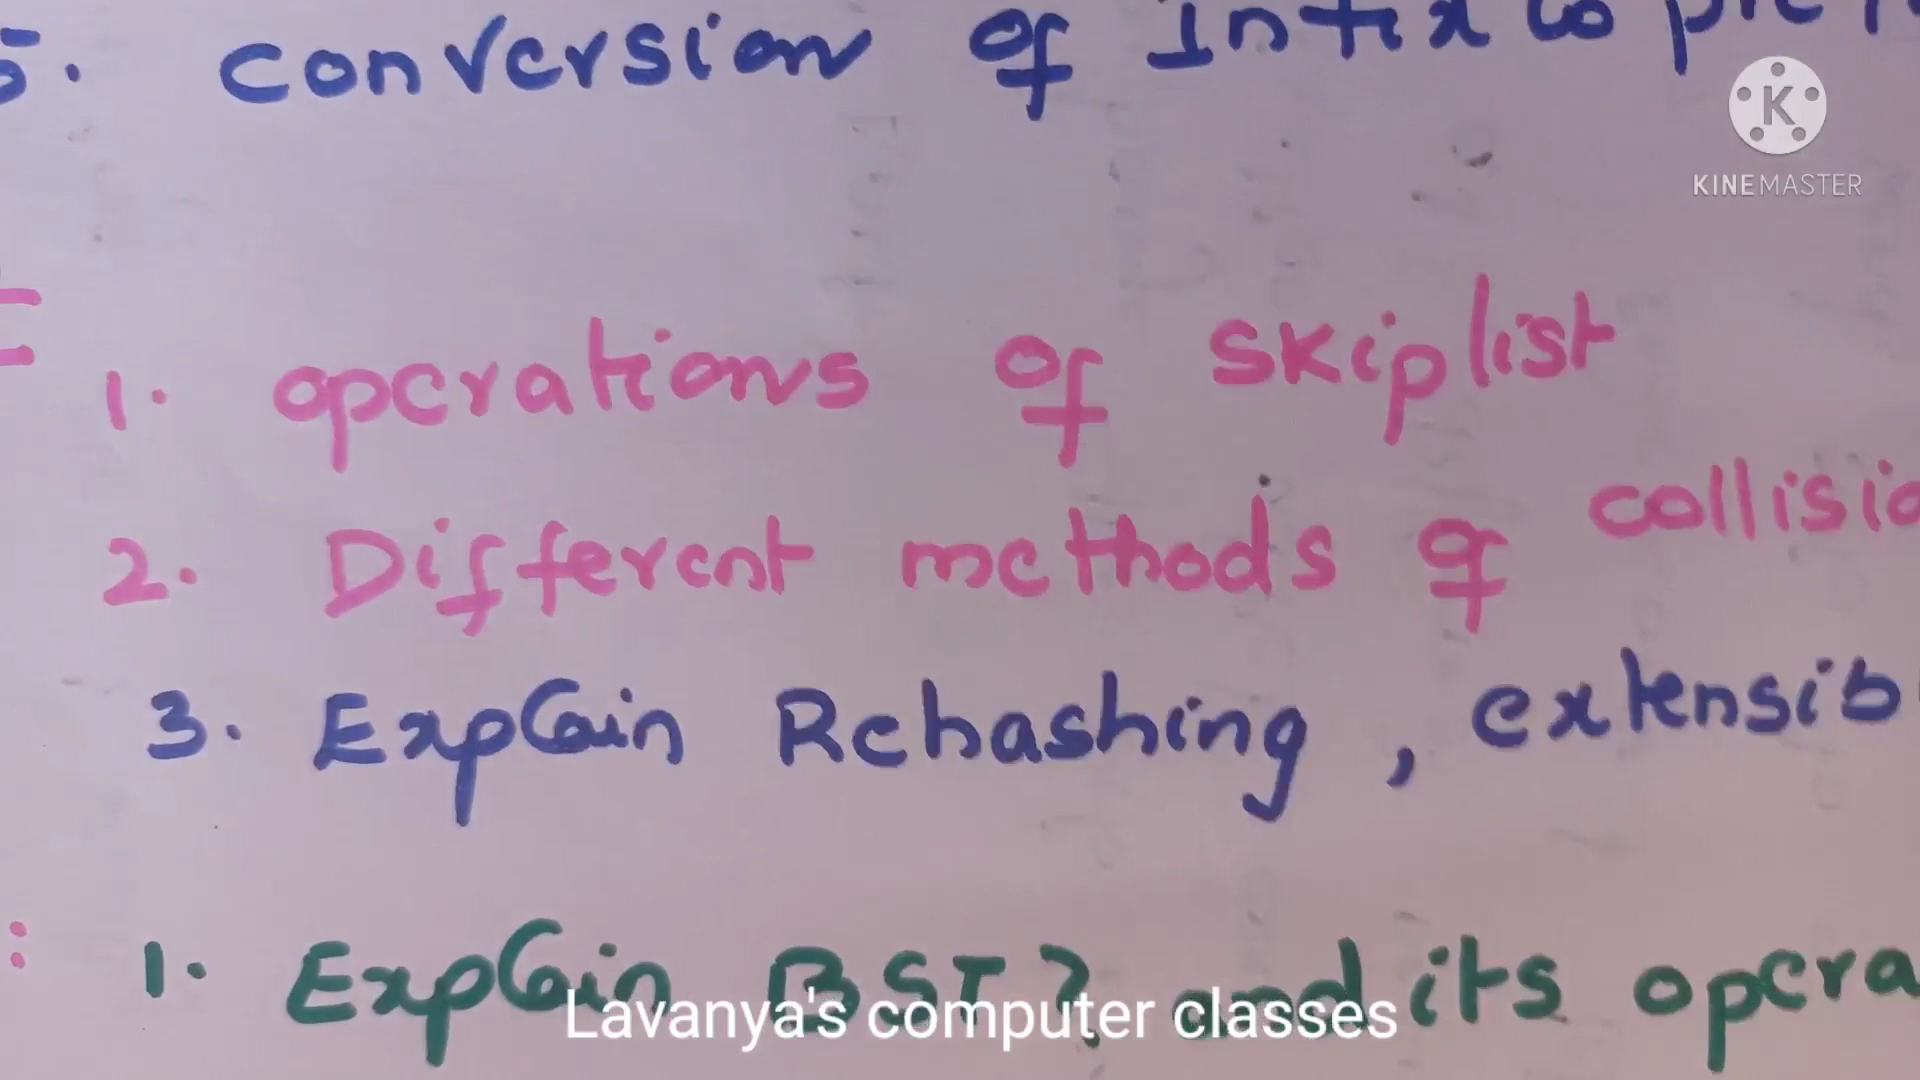 5. conversion of Infix to pre
KINEMASTER
1. operations of skiplist
2. Different methods of collisio
3. Explain Rehashing, extensib
1. Explain BST? and its opera
Lavanya's computer classes